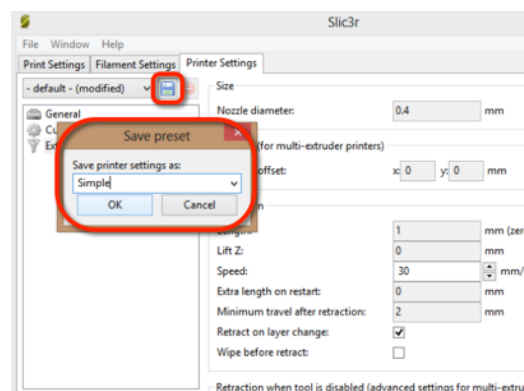 Slic3r
File Window Help
Print Settings Filament Settings Printer Settings
- default - (modified)
Size
General
Nozzle diameter: 0.4 mm
Save preset
(for multi-extruder printers)
Save printer settings as:
offset: x: 0 y: 0 mm
Simple
OK Cancel
1 mm (zer
Lift Z: 0 mm
Speed: 30 mm/
Extra length on restart: 0 mm
Minimum travel after retraction: 2 mm
Retract on layer change:
Wipe before retract:
Retraction when tool is disabled (advanced settings for multi-extru